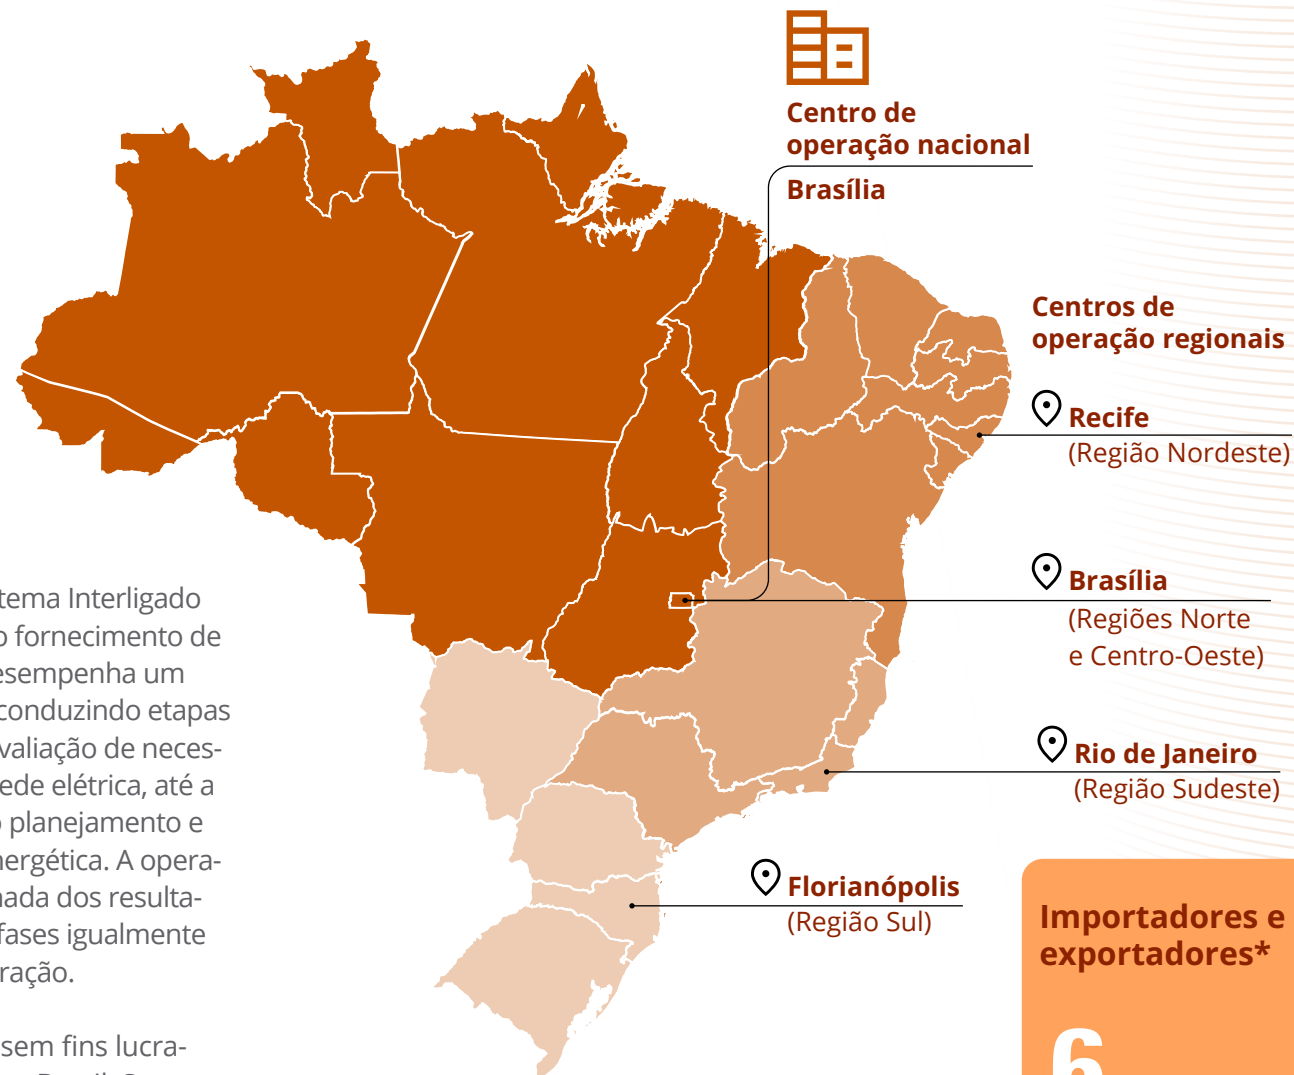 Centro de
operação nacional
Brasília
Centros de
operação regionais
Recife
(Região Nordeste)
Brasília
(Regiões Norte
e Centro-Oeste)
Rio de Janeiro
(Região Sudeste)
Florianópolis
(Região Sul)
tema Interligado
o fornecimento de
esempenha um
conduzindo etapas
valiação de neces-
ede elétrica, até a
o planejamento e
nergética. A opera-
nada dos resulta-
fases igualmente
ração.
sem fins lucra-
Importadores e
exportadores*
6